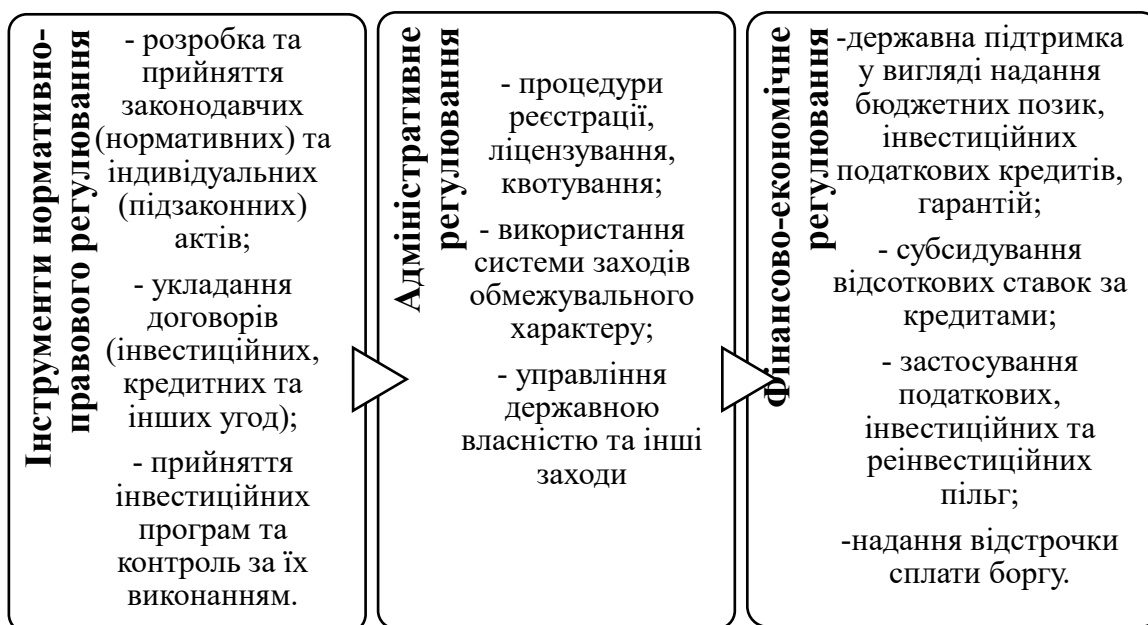 Інструменти нормативно-
правового регулювання
- розробка та
прийняття
законодавчих
(нормативних) та
індивідуальних
(підзаконних)
актів;
- укладання
договорів
(інвестиційних,
кредитних та
інших угод);
- прийняття
інвестиційних
програм та
контроль за їх
виконанням.
Адміністративне
регулювання
- процедури
реєстрації,
ліцензування,
квотування;
- використання
системи заходів
обмежувального
характеру;
- управління
державною
власністю та інші
заходи
Фінансово-економічне
регулювання
-державна підтримка
у вигляді надання
бюджетних позик,
інвестиційних
податкових кредитів,
гарантій;
- субсидування
відсоткових ставок за
кредитами;
- застосування
податкових,
інвестиційних та
реінвестиційних
пільг;
-надання відстрочки
сплати боргу.